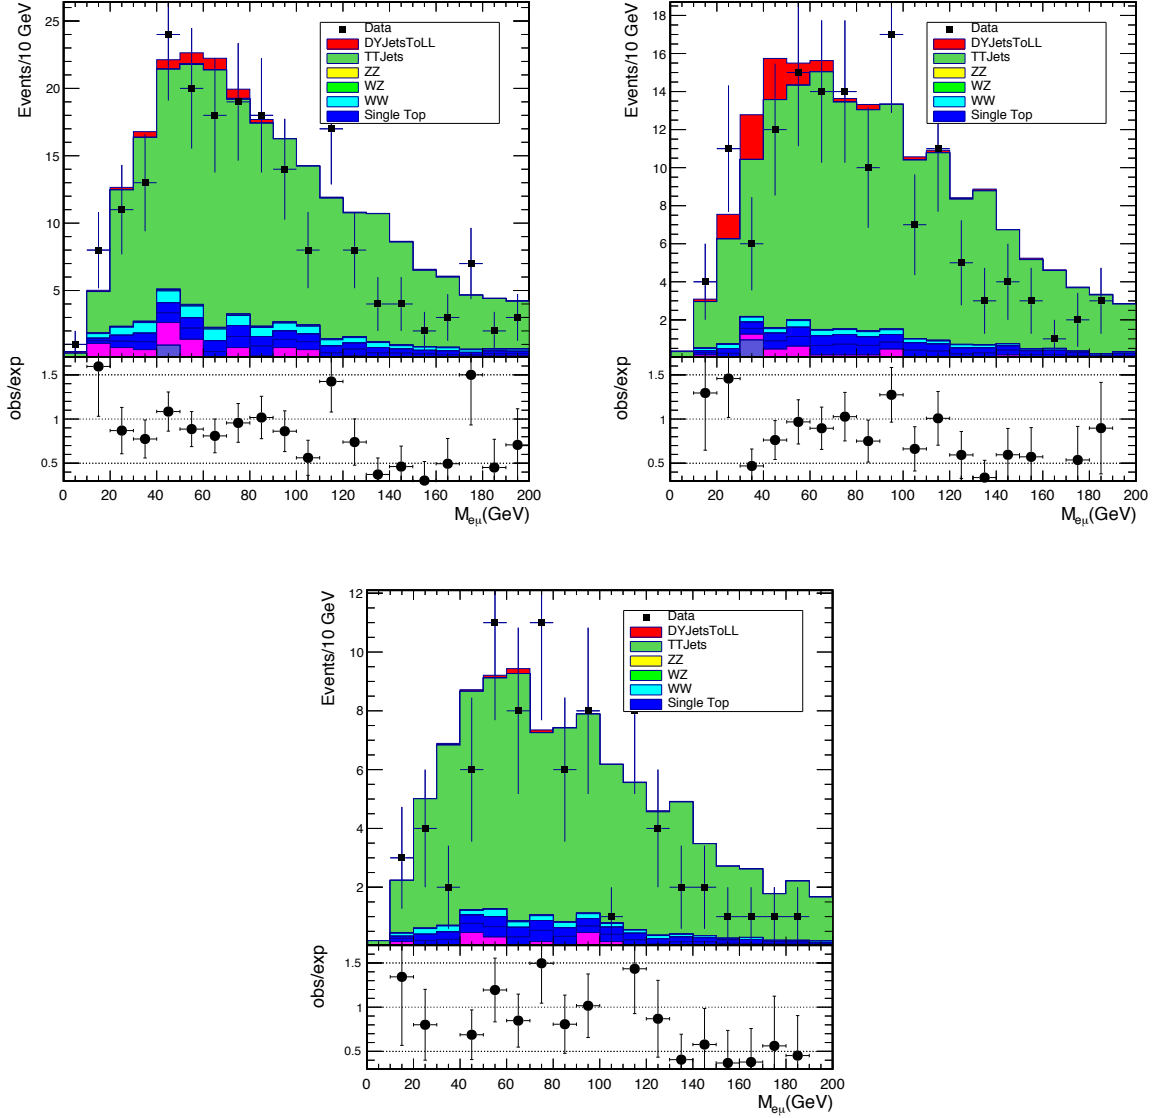 Events/10 GeV
25
20
15
10
5
Data
DYJetsToLL
TTJets
ZZ
WZ
WW
Single Top
obs/exp
1.5
1
0.5
0 20 40 60 80 100 120 140 160 180 200
M_eμ(GeV)
Events/10 GeV
18
16
14
12
10
8
6
4
2
Data
DYJetsToLL
TTJets
ZZ
WZ
WW
Single Top
obs/exp
1.5
1
0.5
0 20 40 60 80 100 120 140 160 180 200
M_eμ(GeV)
Events/10 GeV
12
10
8
6
4
2
Data
DYJetsToLL
TTJets
ZZ
WZ
WW
Single Top
obs/exp
1.5
1
0.5
0 20 40 60 80 100 120 140 160 180 200
M_eμ(GeV)